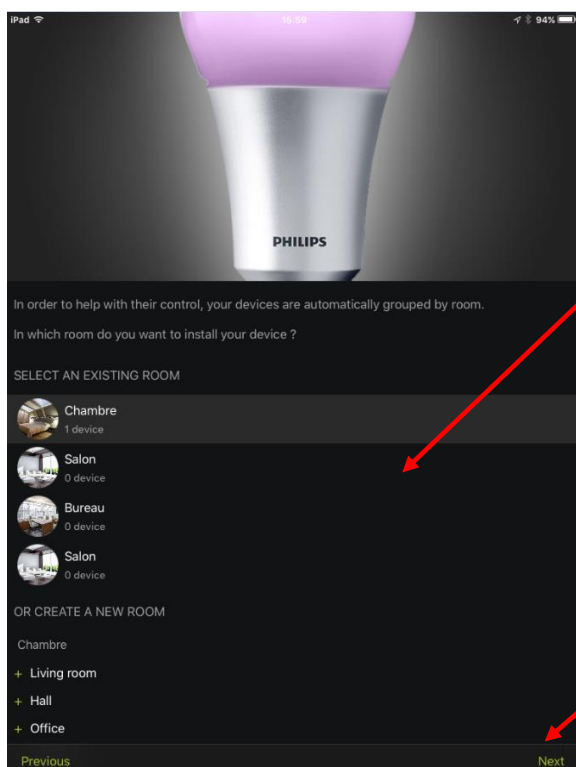 iPad 15:59 94%
PHILIPS
In order to help with their control, your devices are automatically grouped by room.
In which room do you want to install your device ?
SELECT AN EXISTING ROOM
Chambre
1 device
Salon
0 device
Bureau
0 device
Salon
0 device
OR CREATE A NEW ROOM
Chambre
+ Living room
+ Hall
+ Office
Previous Next